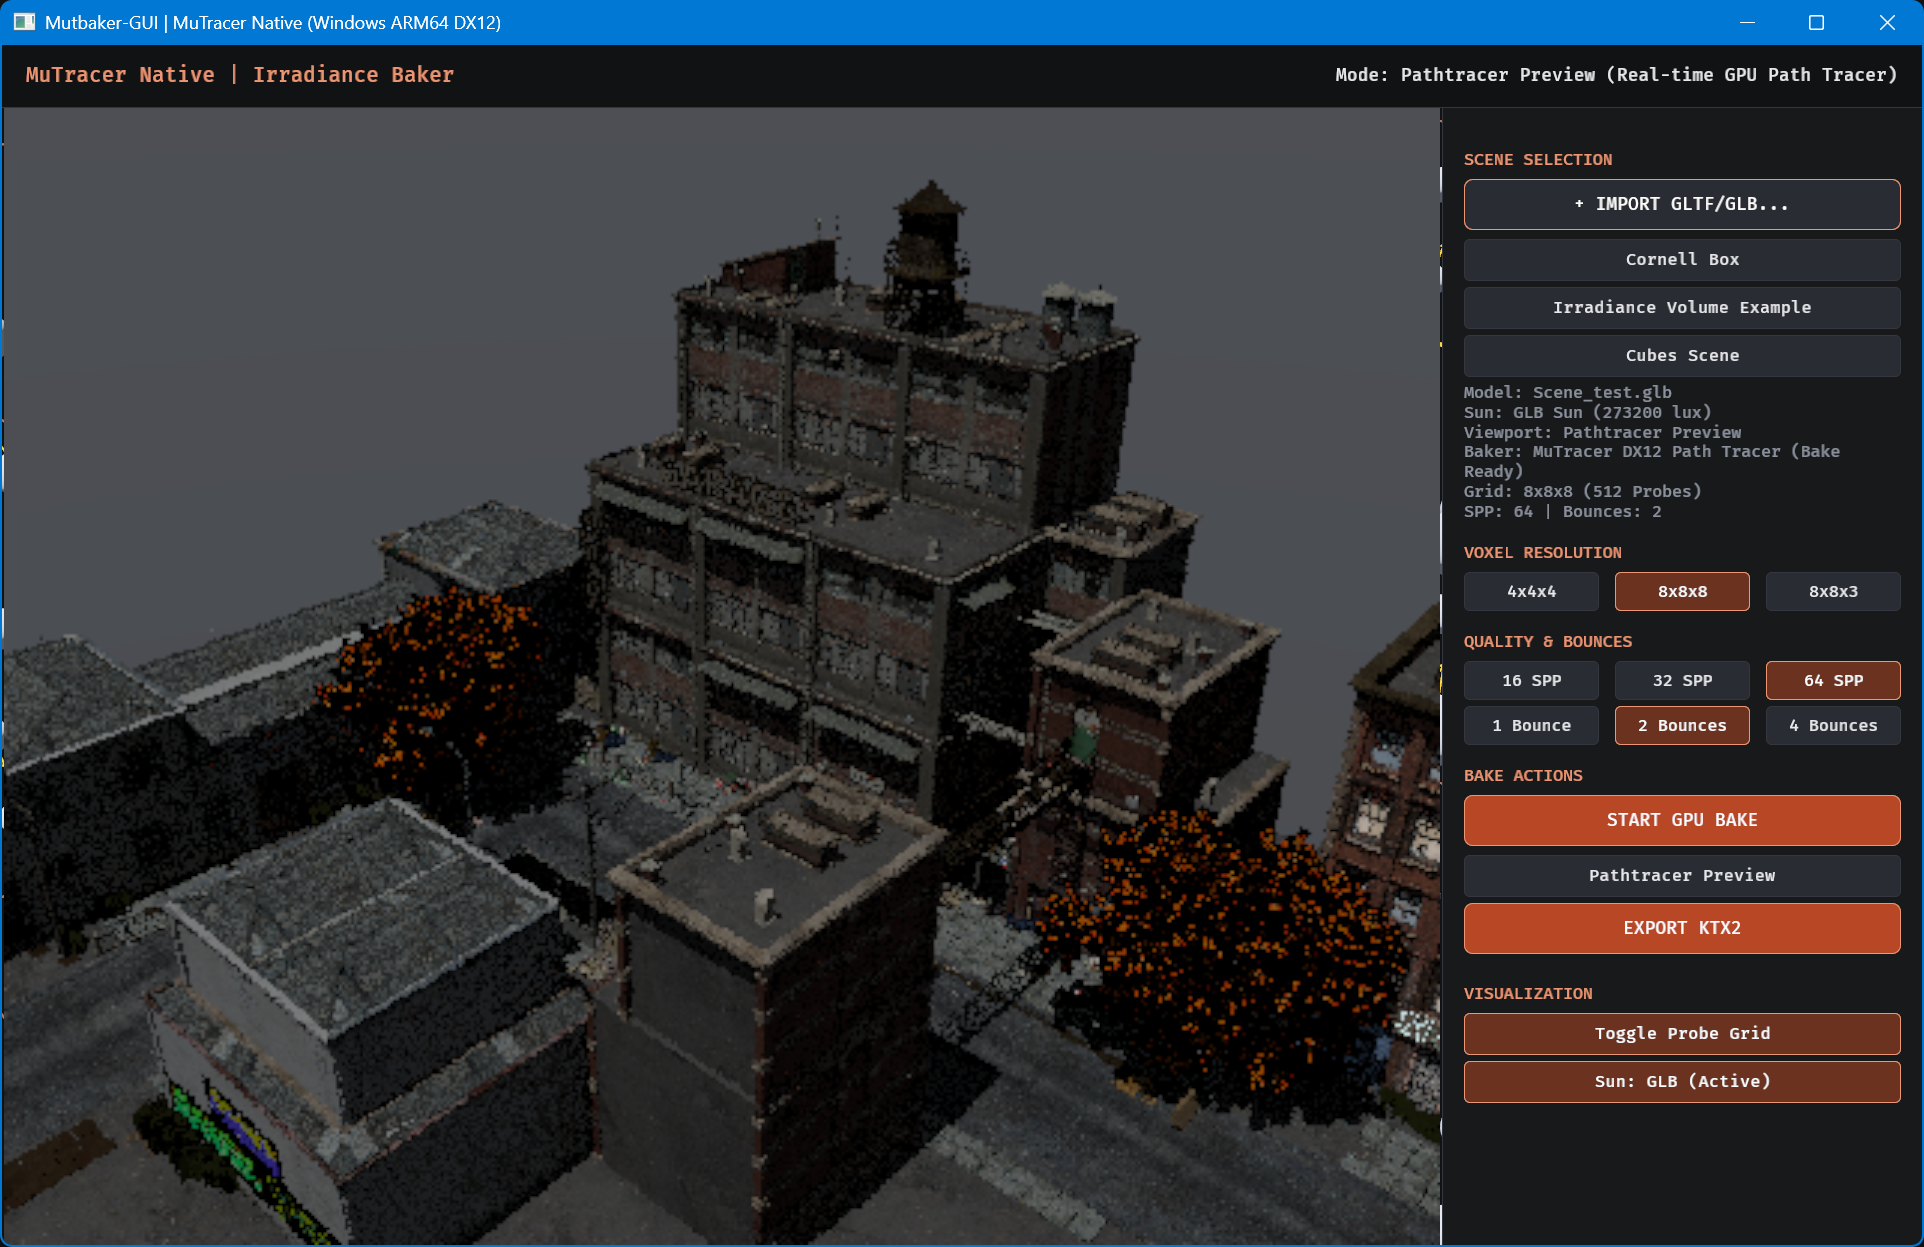 Mutbaker-GUI | MuTracer Native (Windows ARM64 DX12)
MuTracer Native | Irradiance Baker
Mode: Pathtracer Preview (Real-time GPU Path Tracer)
SCENE SELECTION
+ IMPORT GLTF/GLB...
Cornell Box
Irradiance Volume Example
Cubes Scene
Model: Scene_test.glb
Sun: GLB Sun (273200 lux)
Viewport: Pathtracer Preview
Baker: MuTracer DX12 Path Tracer (Bake
Ready)
Grid: 8x8x8 (512 Probes)
SPP: 64 | Bounces: 2
VOXEL RESOLUTION
4x4x4
8x8x8
8x8x3
QUALITY & BOUNCES
16 SPP
32 SPP
64 SPP
1 Bounce
2 Bounces
4 Bounces
BAKE ACTIONS
START GPU BAKE
Pathtracer Preview
EXPORT KTX2
VISUALIZATION
Toggle Probe Grid
Sun: GLB (Active)